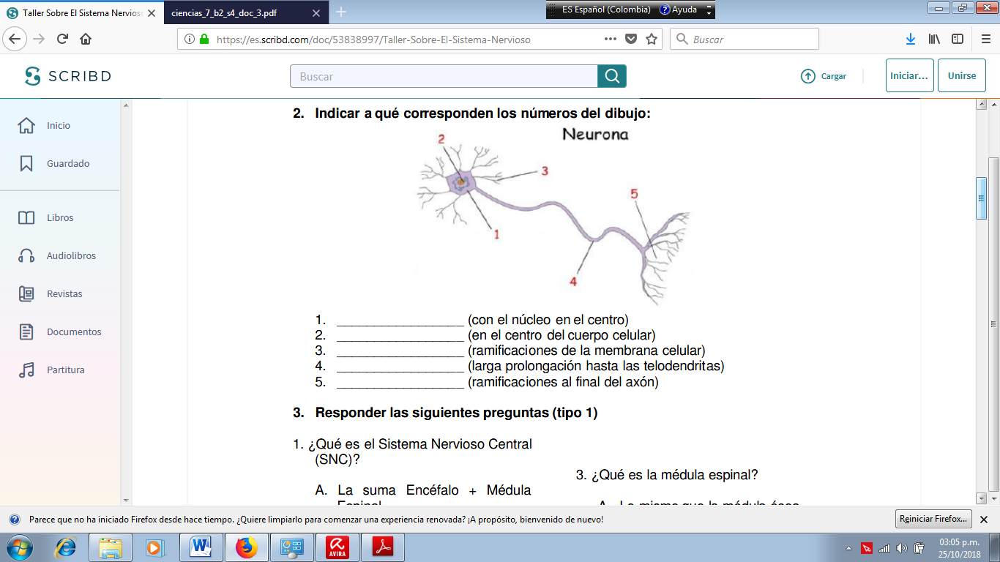 Taller Sobre El Sistema Nervioso
ciencias_7_b2_s4_doc_3.pdf
ES Español (Colombia)
Ayuda
https://es.scribd.com/doc/53838997/Taller-Sobre-El-Sistema-Nervioso
Buscar
SCRIBD
Buscar
Cargar
Iniciar...
Unirse
Inicio
Guardado
Libros
Audiolibros
Revistas
Documentos
Partitura
2. Indicar a qué corresponden los números del dibujo:
Neurona
2
3
5
1
4
1. _________________ (con el núcleo en el centro)
2. _________________ (en el centro del cuerpo celular)
3. _________________ (ramificaciones de la membrana celular)
4. _________________ (larga prolongación hasta las telodendritas)
5. _________________ (ramificaciones al final del axón)
3. Responder las siguientes preguntas (tipo 1)
1. ¿Qué es el Sistema Nervioso Central
(SNC)?
A. La suma Encéfalo + Médula
Espinal
3. ¿Qué es la médula espinal?
A. Lo mismo que la médula ósea
Parece que no ha iniciado Firefox desde hace tiempo. ¿Quiere limpiarlo para comenzar una experiencia renovada? ¡A propósito, bienvenido de nuevo!
Reiniciar Firefox...
AVIRA
03:05 p.m.
25/10/2018